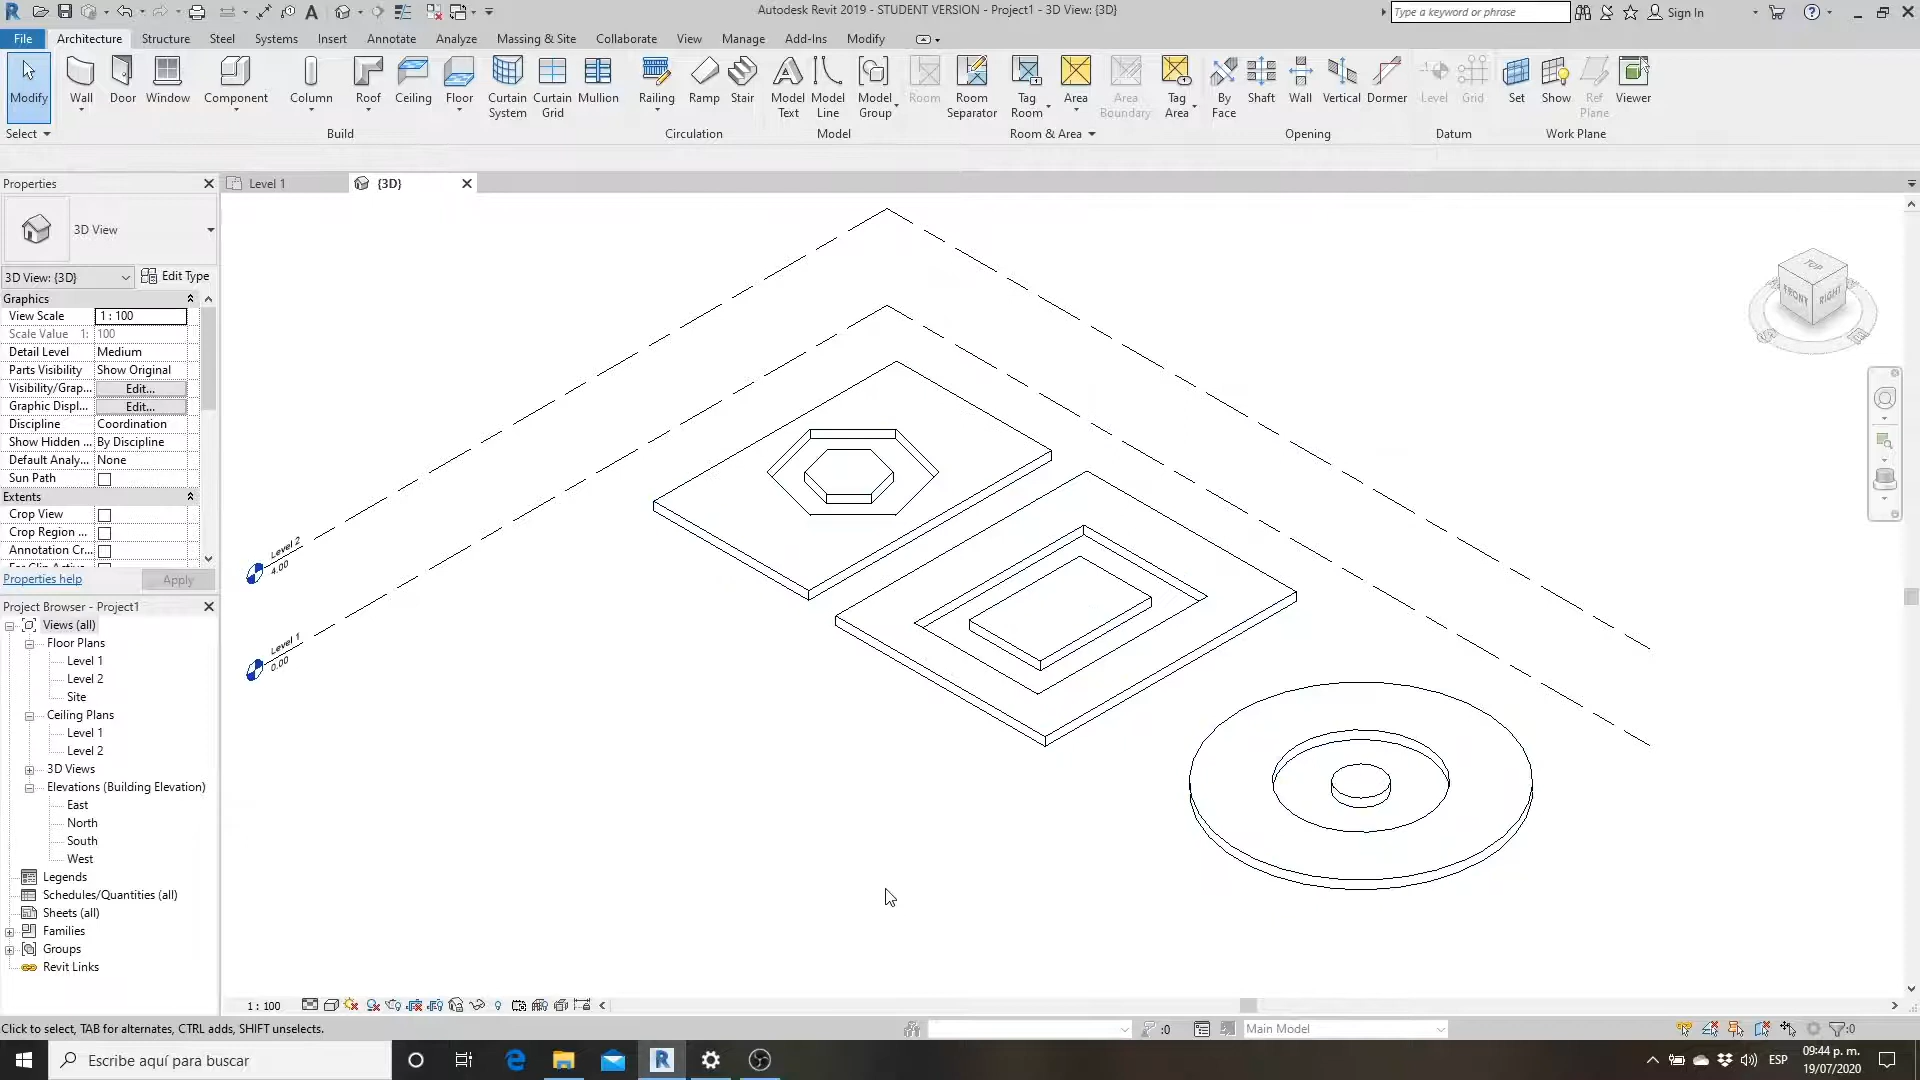 Autodesk Revit 2019 - STUDENT VERSION - Project1 - 3D View: {3D}
Type a keyword or phrase
Sign In
File Architecture Structure Steel Systems Insert Annotate Analyze Massing & Site Collaborate View Manage Add-Ins Modify
Modify Wall Door Window Component Column Roof Ceiling Floor Curtain System Curtain Grid Mullion Railing Ramp Stair Model Text Model Line Model Group Room Room Separator Tag Room Area Area Boundary Tag Area By Face Shaft Wall Vertical Dormer Level Grid Set Show Ref Plane Viewer
Select Build Circulation Model Room & Area Opening Datum Work Plane
Properties
Level 1
{3D}
3D View
3D View: {3D}
Edit Type
Graphics
View Scale 1 : 100
Scale Value 1: 100
Detail Level Medium
Parts Visibility Show Original
Visibility/Grap... Edit...
Graphic Displ... Edit...
Discipline Coordination
Show Hidden ... By Discipline
Default Analy... None
Sun Path
Extents
Crop View
Crop Region ...
Annotation Cr...
Properties help
Apply
Project Browser - Project1
Views (all)
Floor Plans
Level 1
Level 2
Site
Ceiling Plans
Level 1
Level 2
3D Views
Elevations (Building Elevation)
East
North
South
West
Legends
Schedules/Quantities (all)
Sheets (all)
Families
Groups
Revit Links
Level 2
4.00
Level 1
0.00
TOP
FRONT
RIGHT
1 : 100
Click to select, TAB for alternates, CTRL adds, SHIFT unselects.
:0
Main Model
:0
Escribe aquí para buscar
ESP
09:44 p. m.
19/07/2020